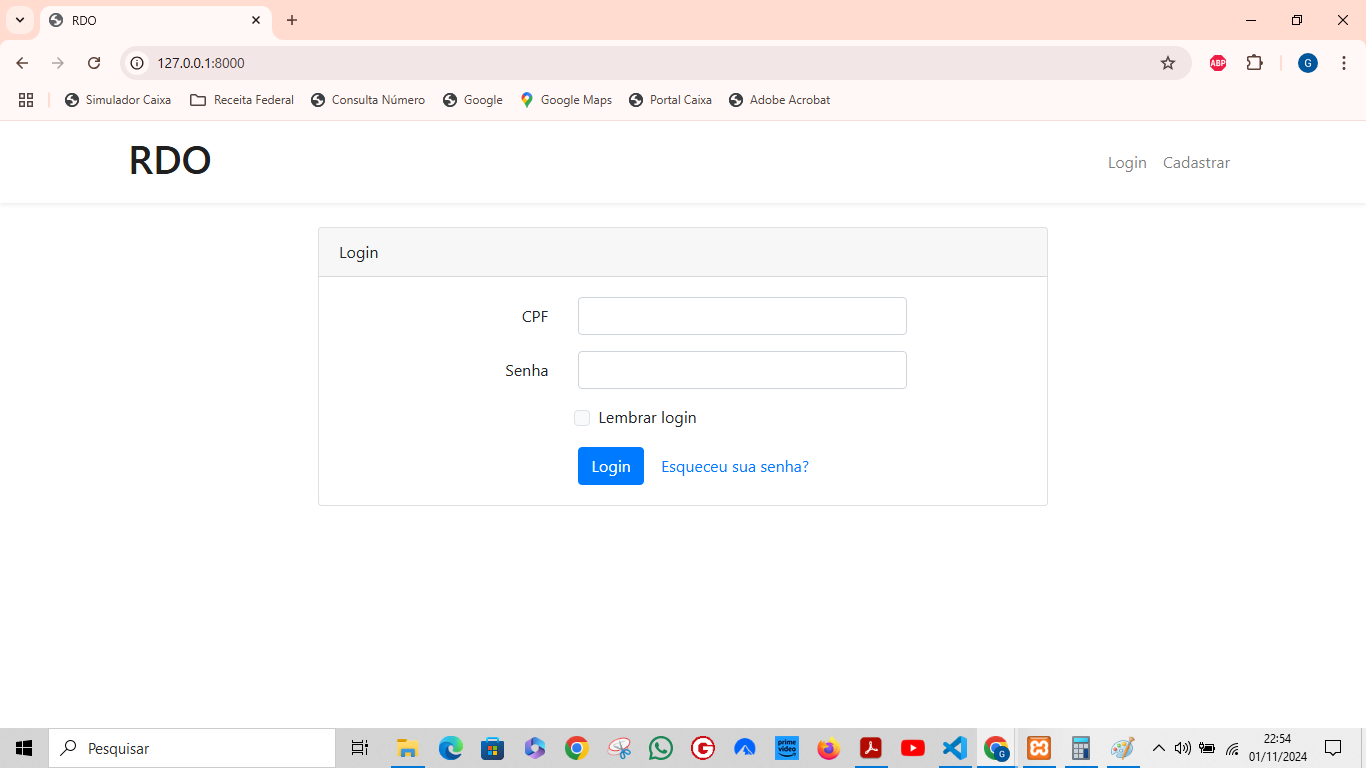 RDO
127.0.0.1:8000
ABP
G
Simulador Caixa
Receita Federal
Consulta Número
Google
Google Maps
Portal Caixa
Adobe Acrobat
RDO
Login
Cadastrar
Login
CPF
Senha
Lembrar login
Login
Esqueceu sua senha?
Pesquisar
prime video
G
22:54
01/11/2024